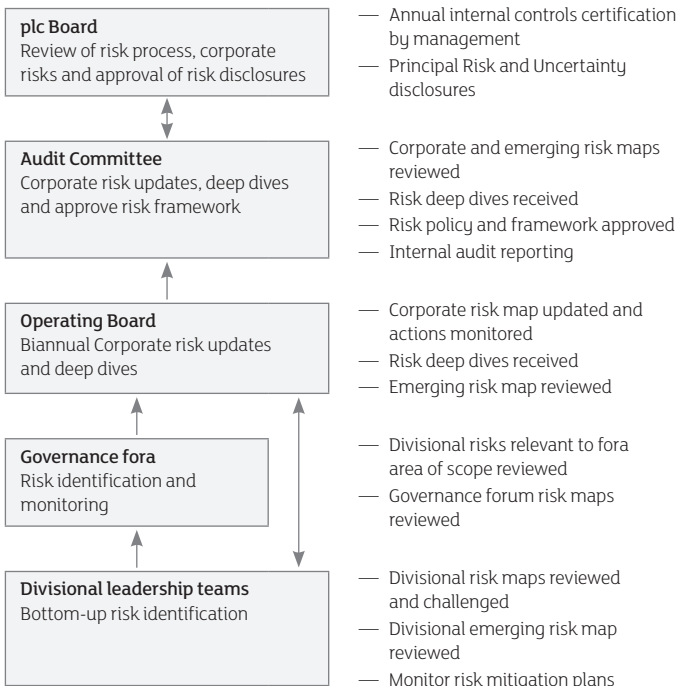 plc Board
Review of risk process, corporate
risks and approval of risk disclosures
— Annual internal controls certification
by management
— Principal Risk and Uncertainty
disclosures
Audit Committee
Corporate risk updates, deep dives
and approve risk framework
— Corporate and emerging risk maps
reviewed
— Risk deep dives received
— Risk policy and framework approved
— Internal audit reporting
Operating Board
Biannual Corporate risk updates
and deep dives
— Corporate risk map updated and
actions monitored
— Risk deep dives received
— Emerging risk map reviewed
Governance fora
Risk identification and
monitoring
— Divisional risks relevant to fora
area of scope reviewed
— Governance forum risk maps
reviewed
Divisional leadership teams
Bottom-up risk identification
— Divisional risk maps reviewed
and challenged
— Divisional emerging risk map
reviewed
— Monitor risk mitigation plans